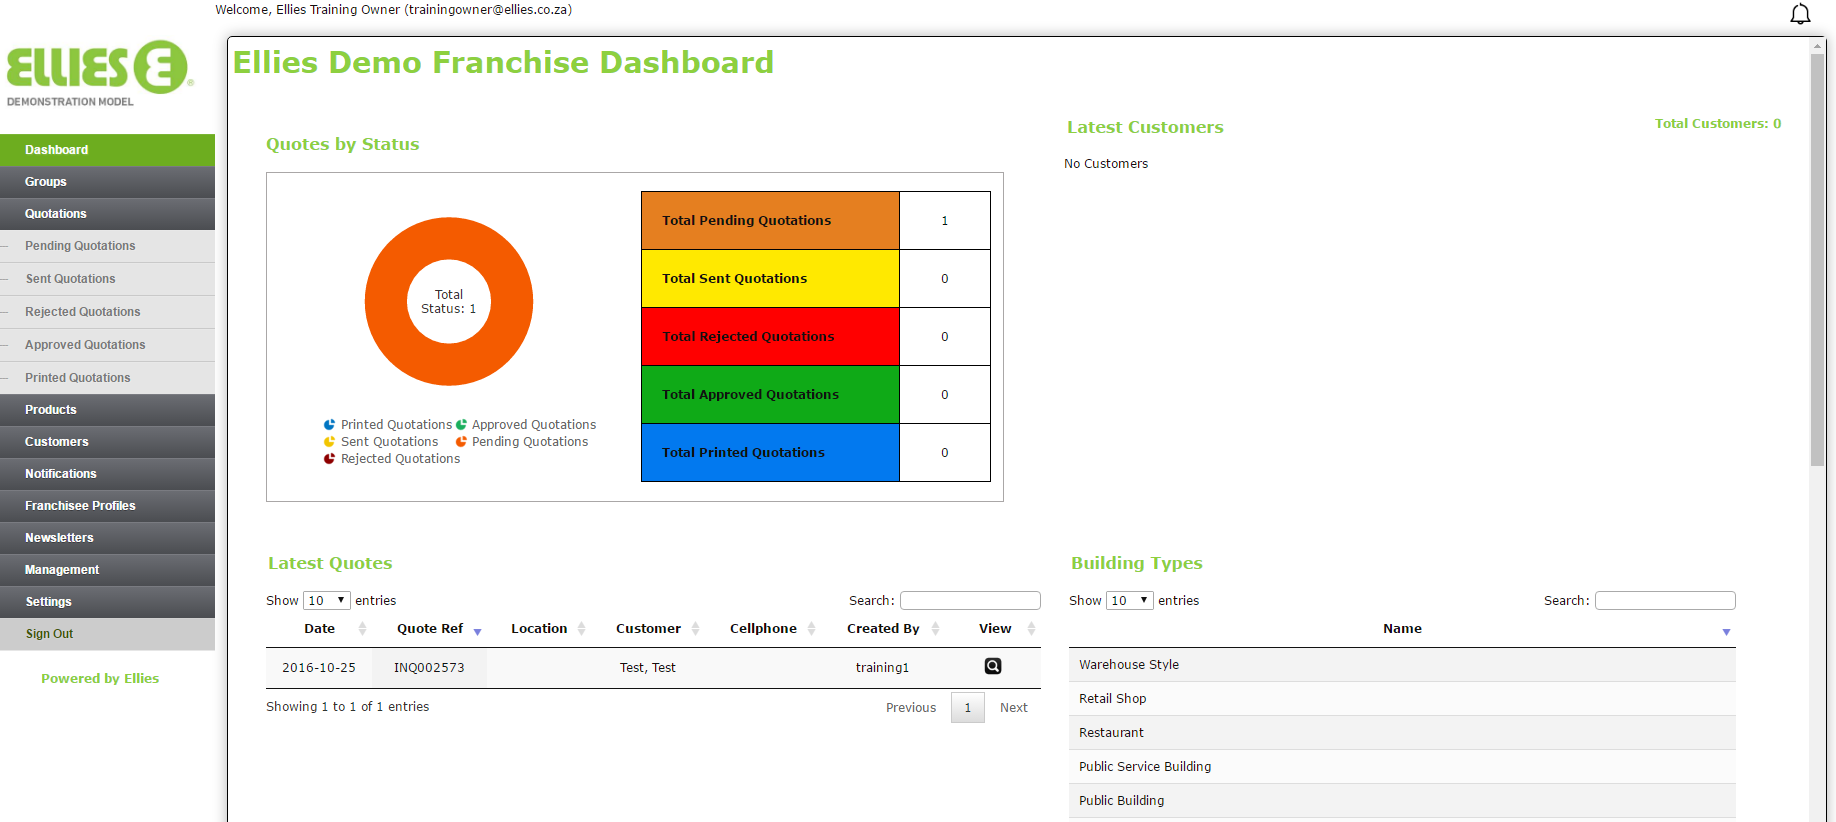 Welcome, Ellies Training Owner (trainingowner@ellies.co.za)
ELLIES
DEMONSTRATION MODEL
Dashboard
Groups
Quotations
Pending Quotations
Sent Quotations
Rejected Quotations
Approved Quotations
Printed Quotations
Products
Customers
Notifications
Franchisee Profiles
Newsletters
Management
Settings
Sign Out
Powered by Ellies
Ellies Demo Franchise Dashboard
Quotes by Status
Total
Status: 1
Printed Quotations Approved Quotations
Sent Quotations Pending Quotations
Rejected Quotations
Total Pending Quotations 1
Total Sent Quotations 0
Total Rejected Quotations 0
Total Approved Quotations 0
Total Printed Quotations 0
Latest Customers Total Customers: 0
No Customers
Latest Quotes
Show 10 entries Search:
Date Quote Ref Location Customer Cellphone Created By View
2016-10-25 INQ002573 Test, Test training1
Showing 1 to 1 of 1 entries Previous 1 Next
Building Types
Show 10 entries Search:
Name
Warehouse Style
Retail Shop
Restaurant
Public Service Building
Public Building